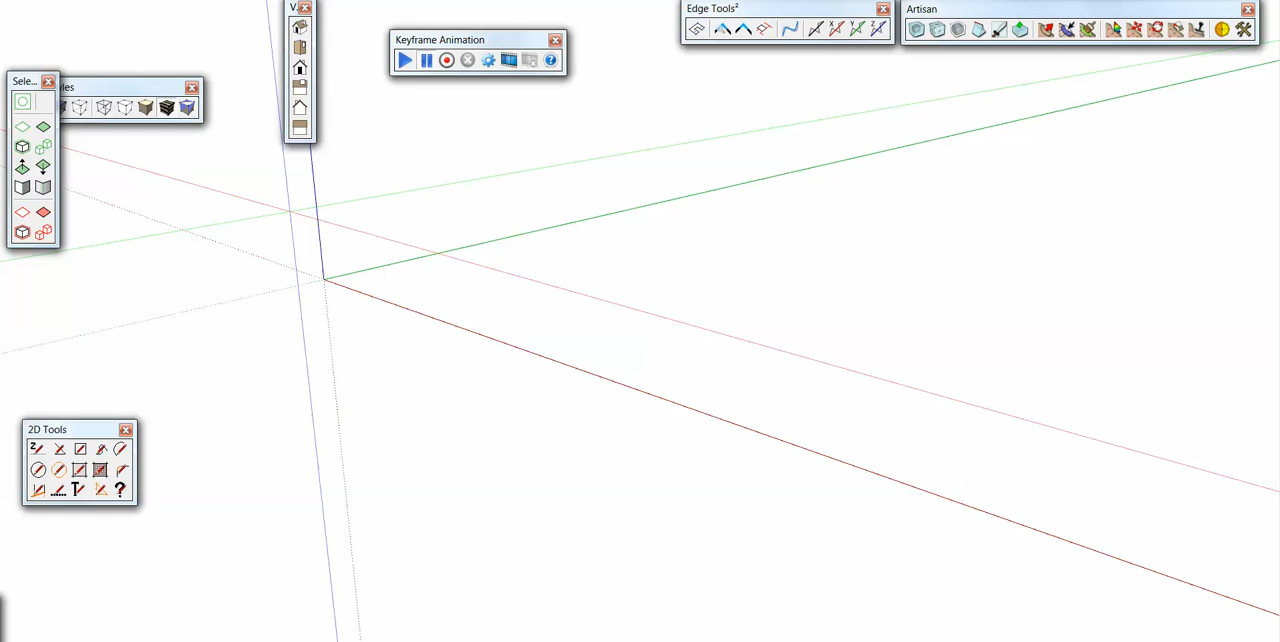 V...
Edge Tools²
Artisan
Keyframe Animation
Sele...
les
2D Tools